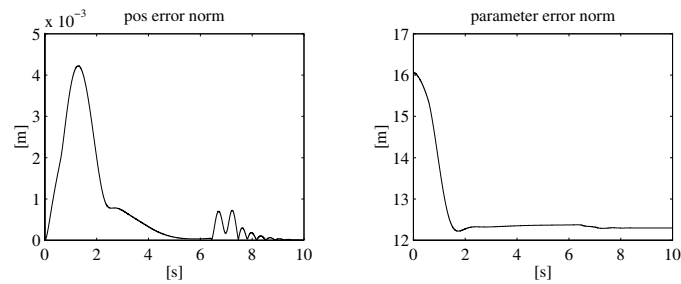 pos error norm
x 10⁻³
5
4
3
2
1
0
[m]
0 2 4 6 8 10
[s]
parameter error norm
17
16
15
14
13
12
[m]
0 2 4 6 8 10
[s]